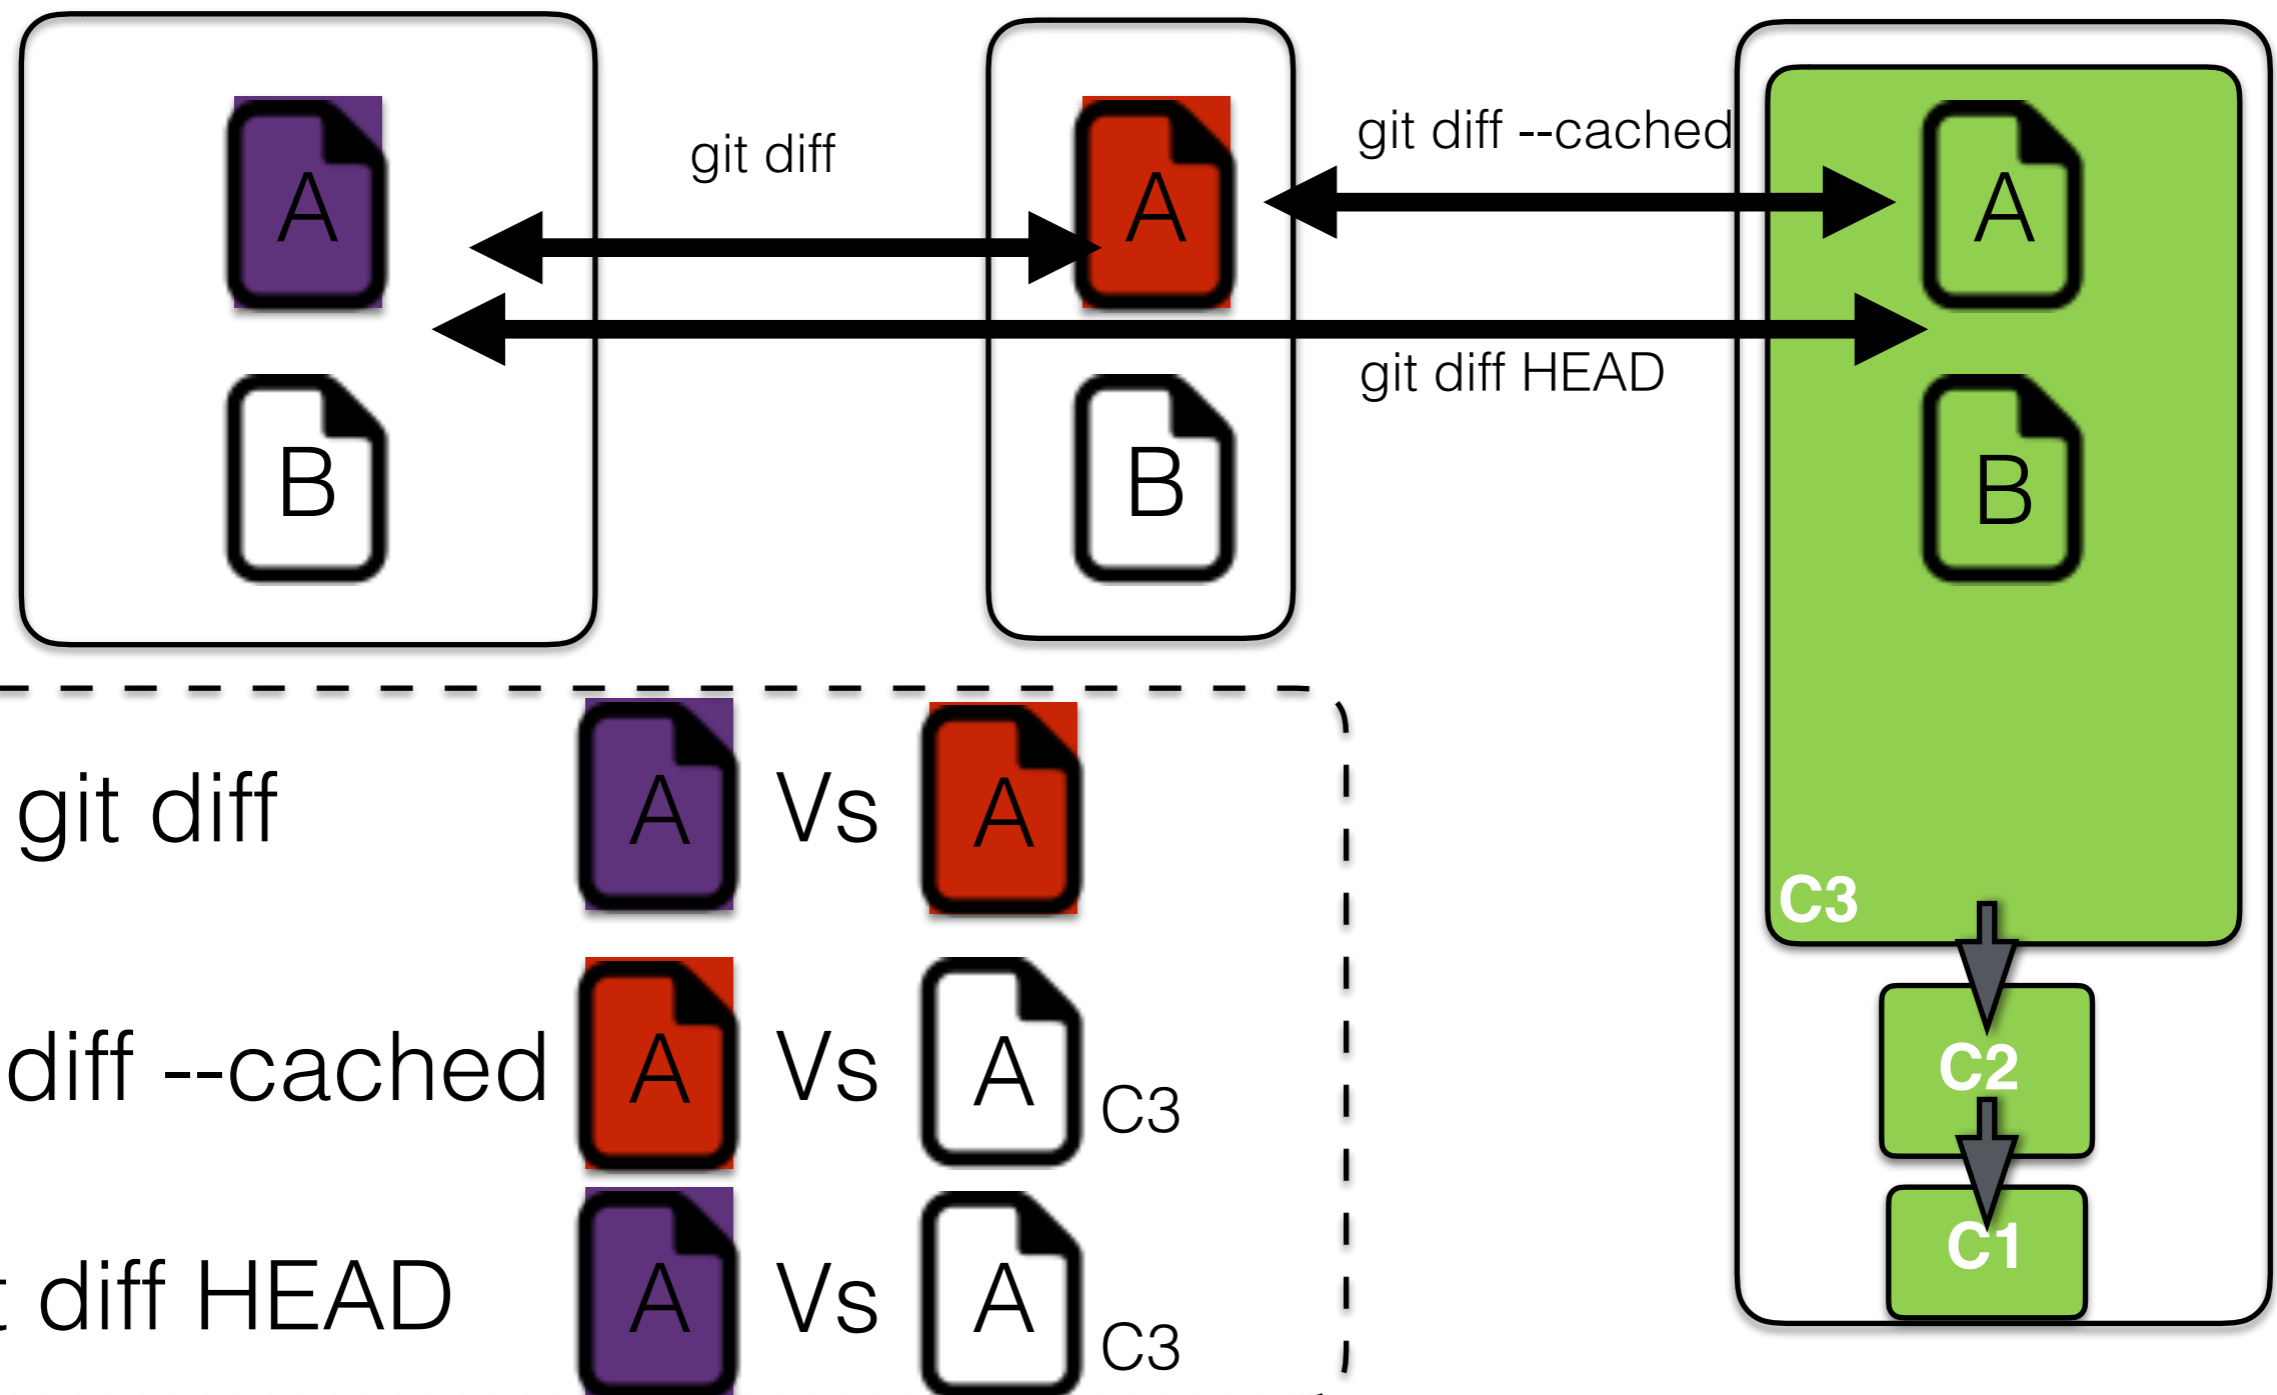 A
git diff
A
git diff --cached
A
git diff HEAD
B
B
B
git diff
A
Vs
A
C3
diff --cached
A
Vs
A
C3
C2
t diff HEAD
A
Vs
A
C3
C1